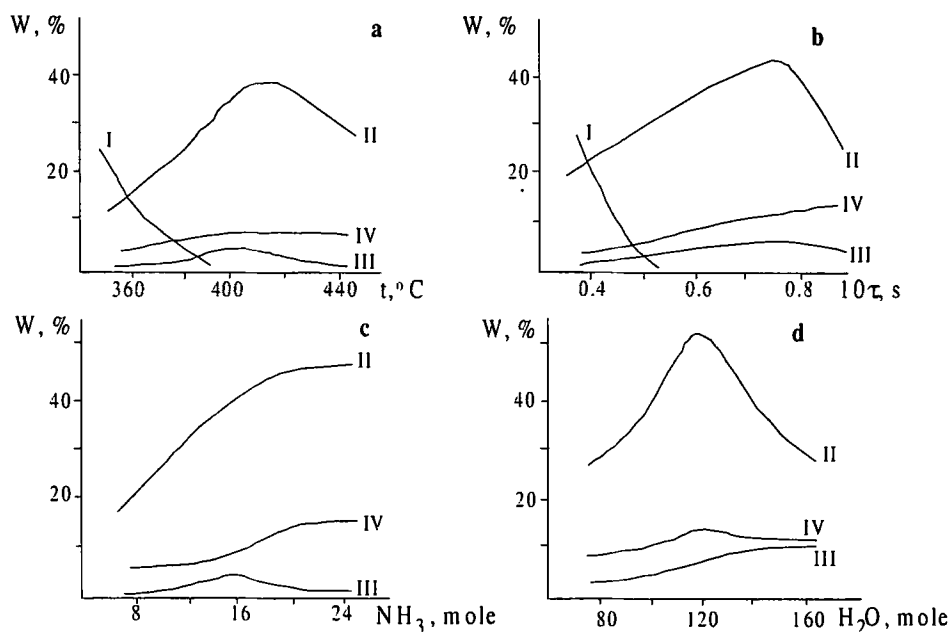 W, %
a
40
20
I
II
IV
III
360
400
440
t,° C
W, %
b
40
20
I
II
IV
III
0.4
0.6
0.8
10τ, s
W, %
c
40
20
II
IV
III
8
16
24
NH3, mole
W, %
d
40
20
II
IV
III
80
120
160
H2O, mole